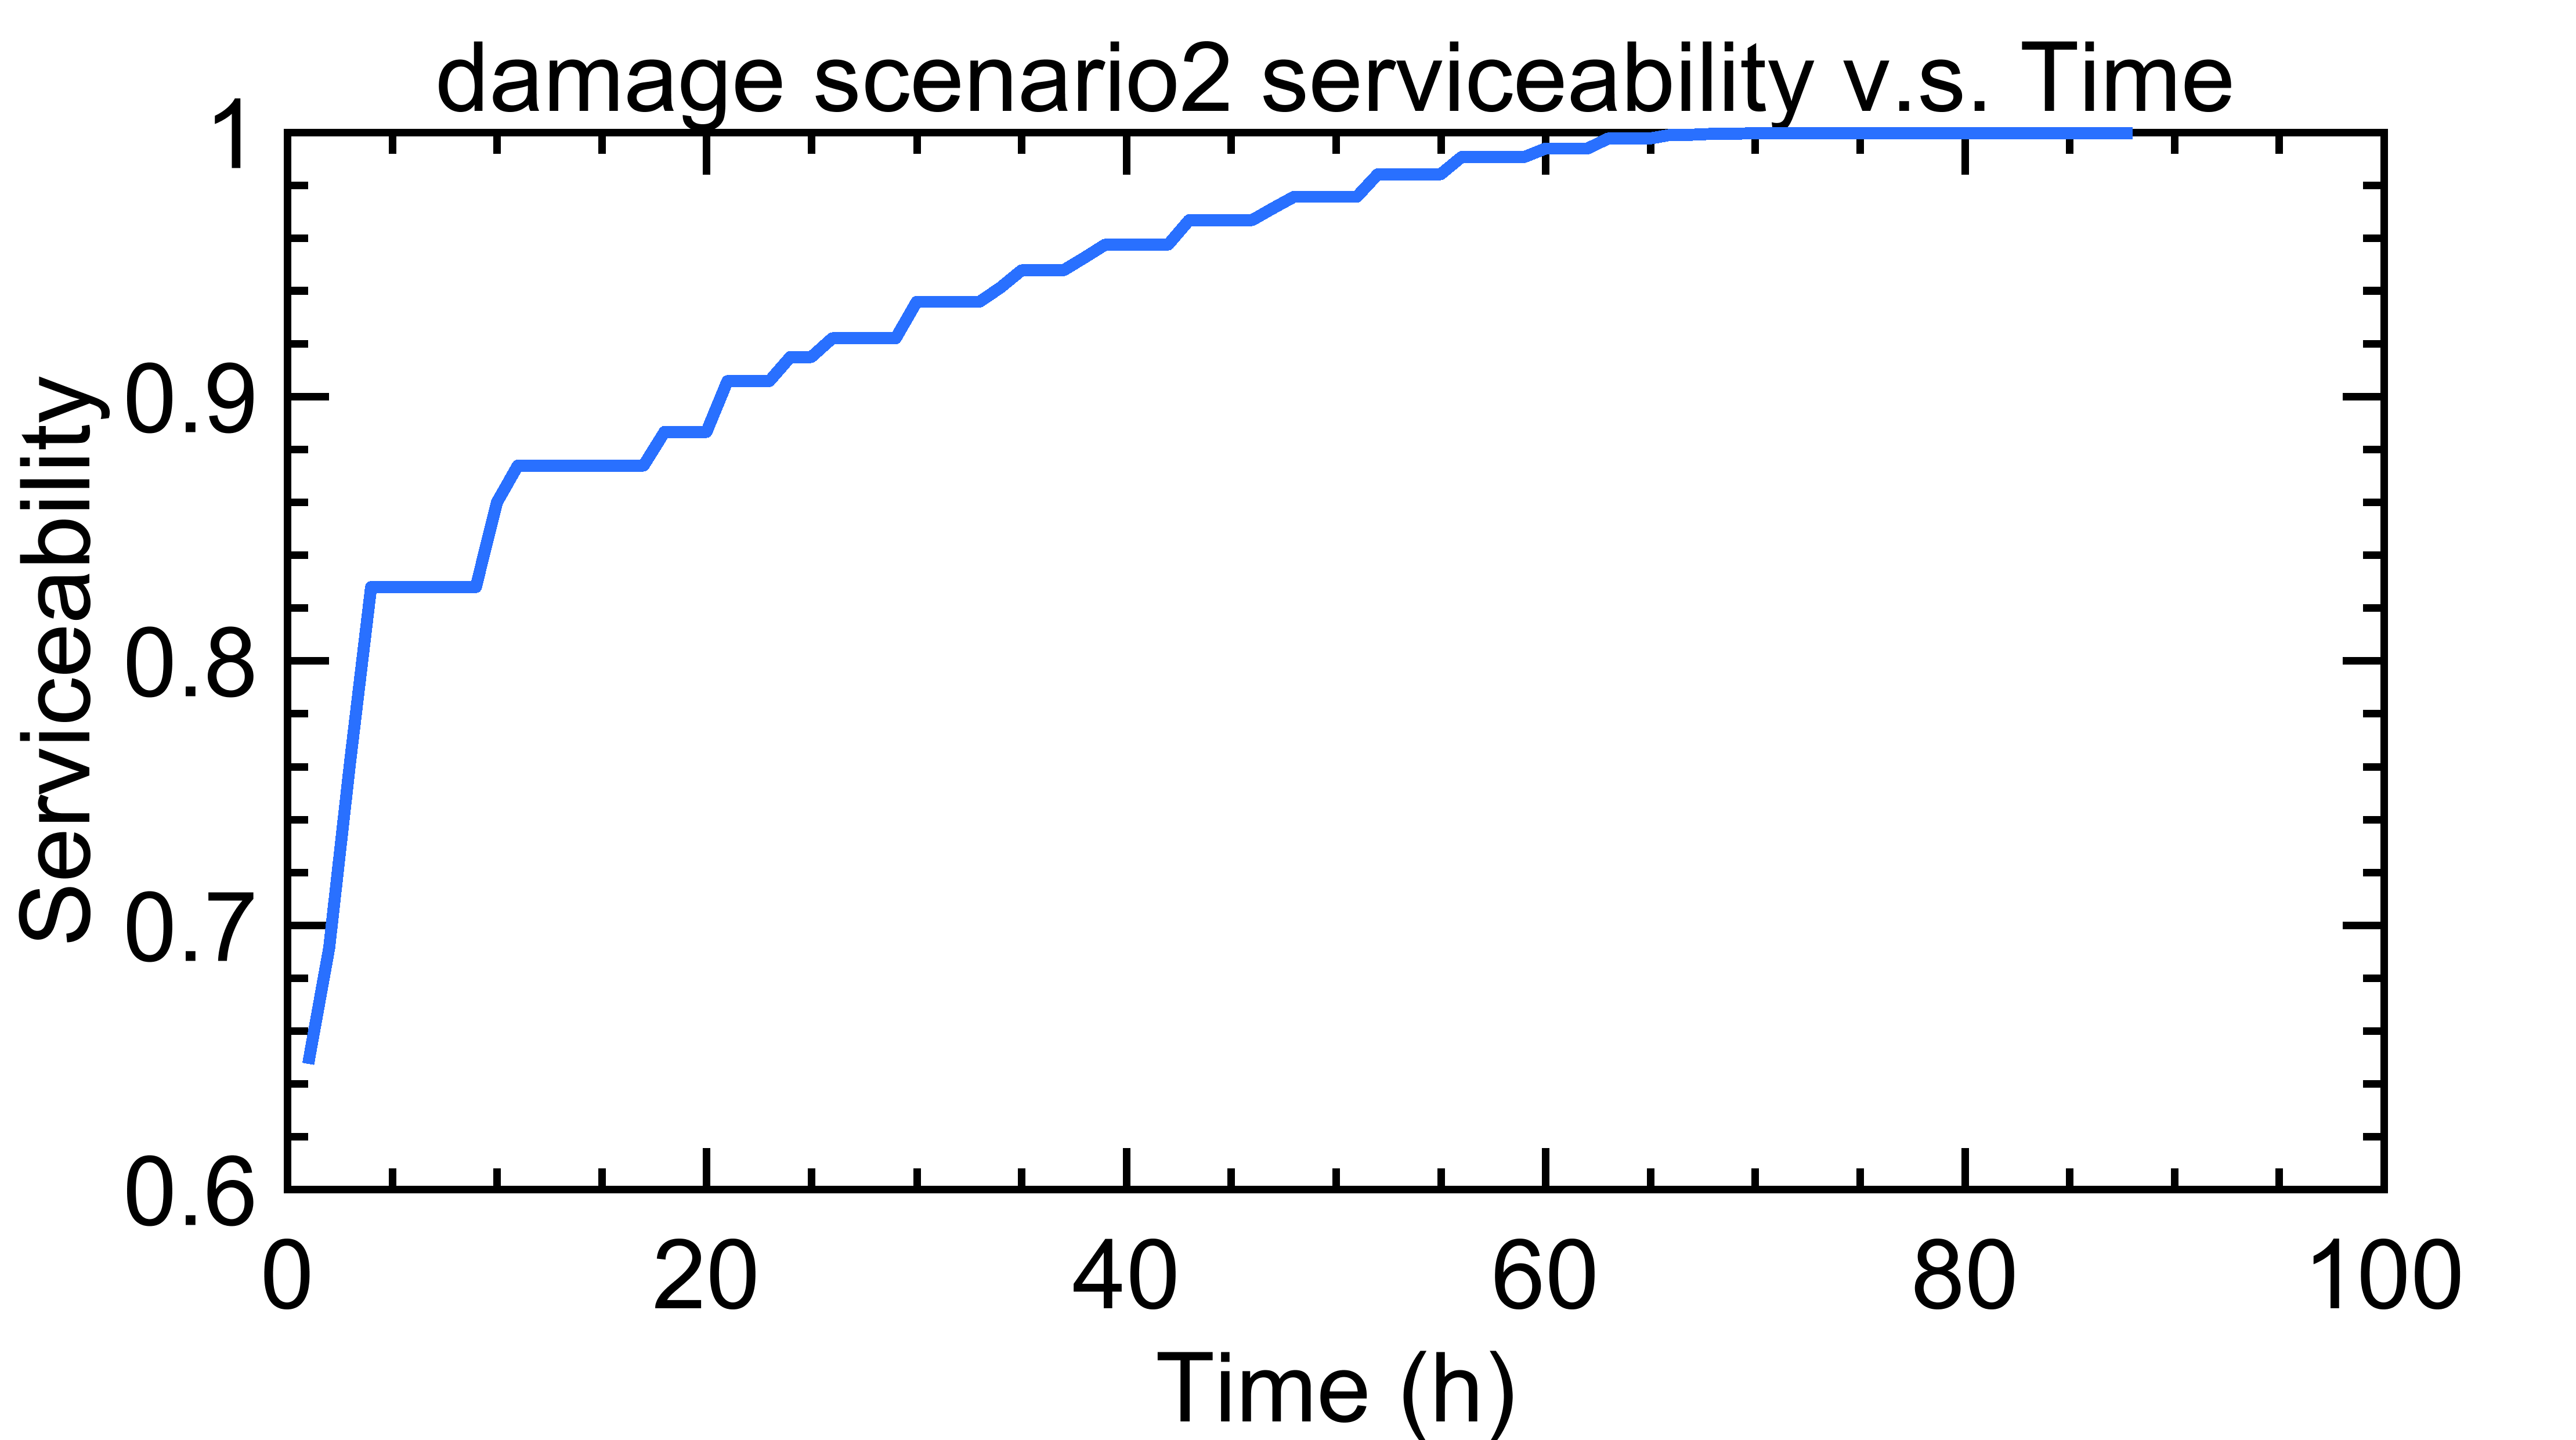 damage scenario2 serviceability v.s. Time
1
0.9
0.8
0.7
0.6
Serviceability
0 20 40 60 80 100
Time (h)